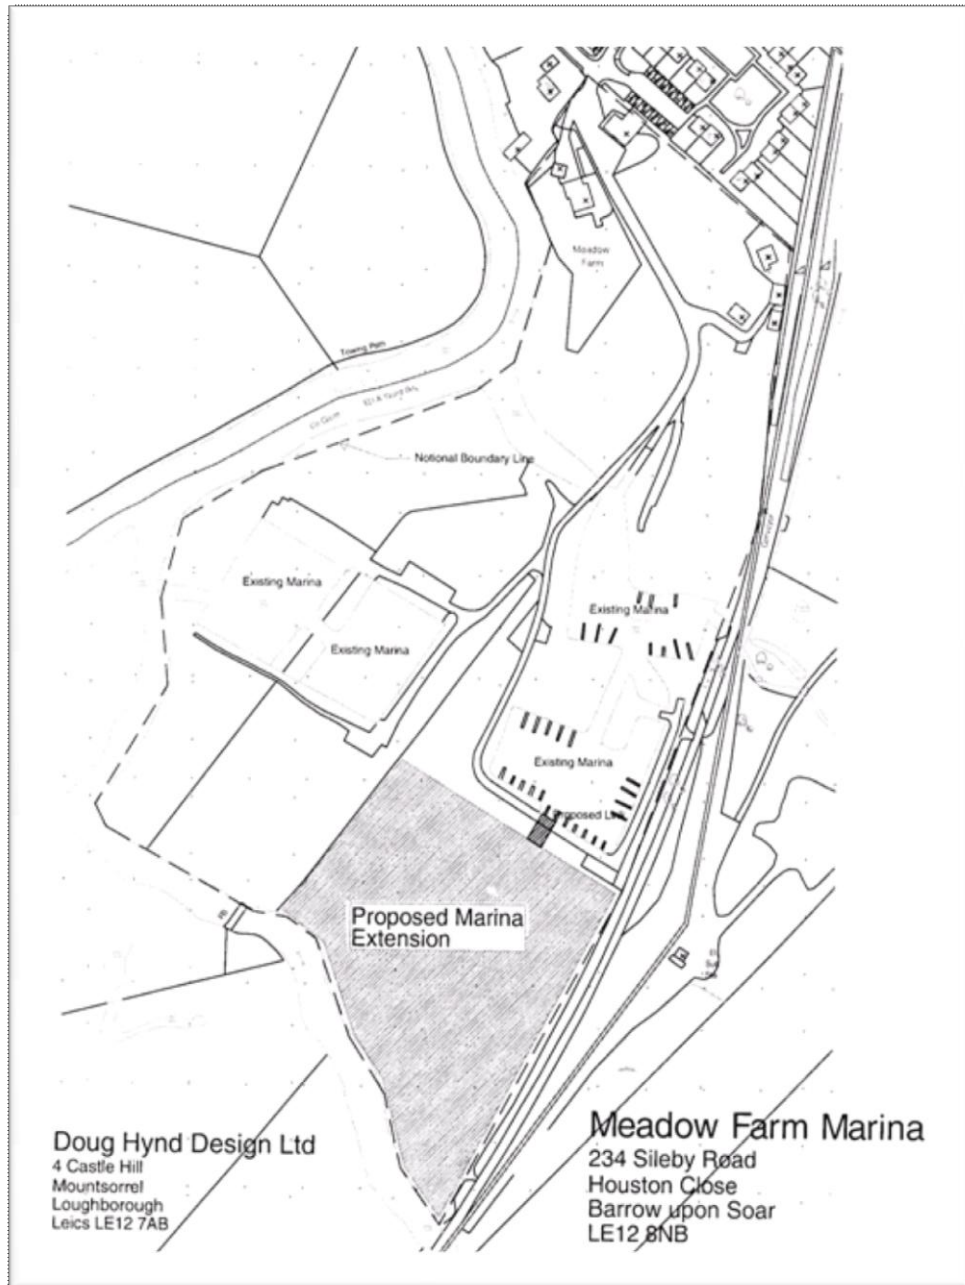 Meadow
Farm
Towing Path
Notional Boundary Line
Existing Marina
Existing Marina
Existing Marina
Existing Marina
Proposed
FB
Proposed Marina
Extension
Doug Hynd Design Ltd
4 Castle Hill
Mountsorrel
Loughborough
Leics LE12 7AB
Meadow Farm Marina
234 Sileby Road
Houston Close
Barrow upon Soar
LE12 8NB